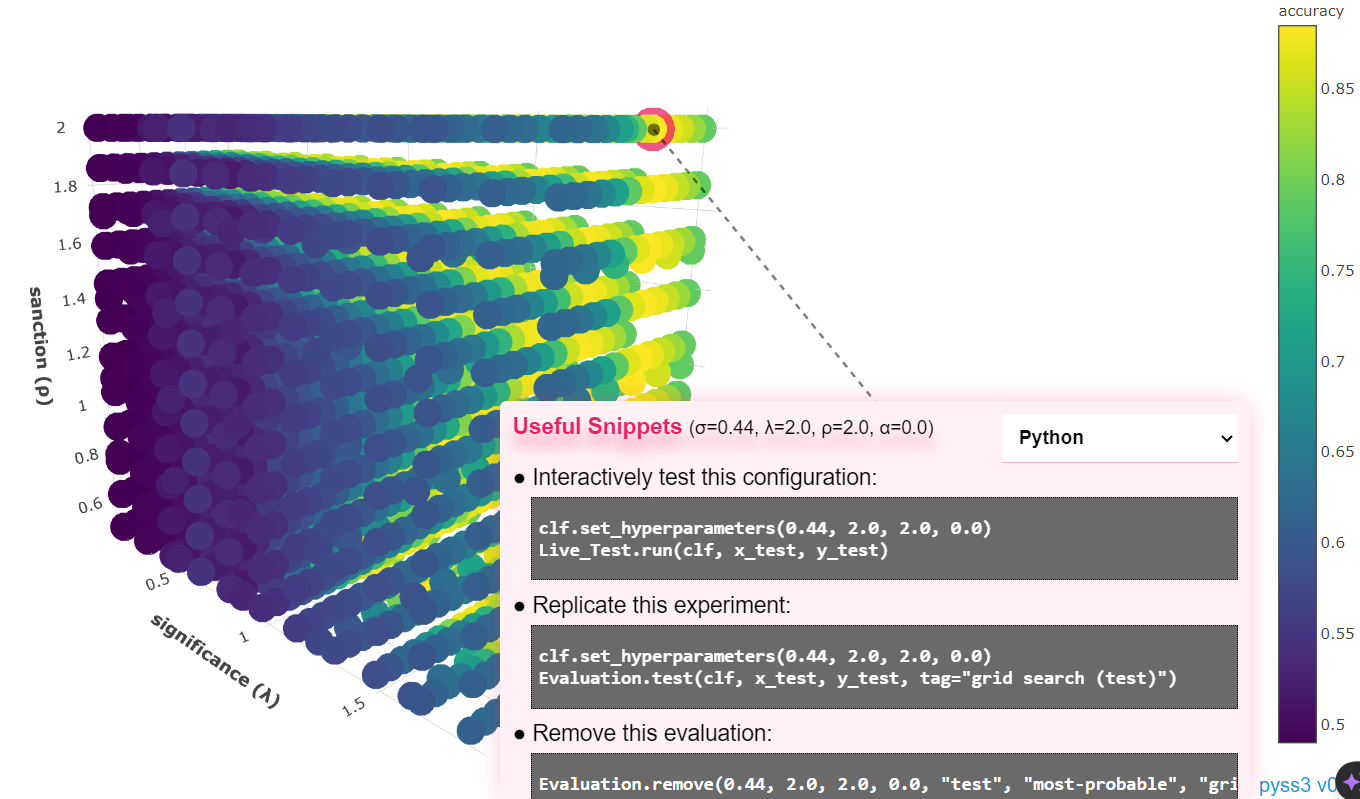 accuracy
0.85
0.8
0.75
0.7
0.65
0.6
0.55
0.5
2
1.8
1.6
1.4
1.2
1
0.8
0.6
sanction (ρ)
0.5
1
1.5
significance (λ)
Useful Snippets (σ=0.44, λ=2.0, ρ=2.0, α=0.0)
Python
● Interactively test this configuration:
clf.set_hyperparameters(0.44, 2.0, 2.0, 0.0)
Live_Test.run(clf, x_test, y_test)
● Replicate this experiment:
clf.set_hyperparameters(0.44, 2.0, 2.0, 0.0)
Evaluation.test(clf, x_test, y_test, tag="grid search (test)")
● Remove this evaluation:
Evaluation.remove(0.44, 2.0, 2.0, 0.0, "test", "most-probable", "gri
pyss3 v0